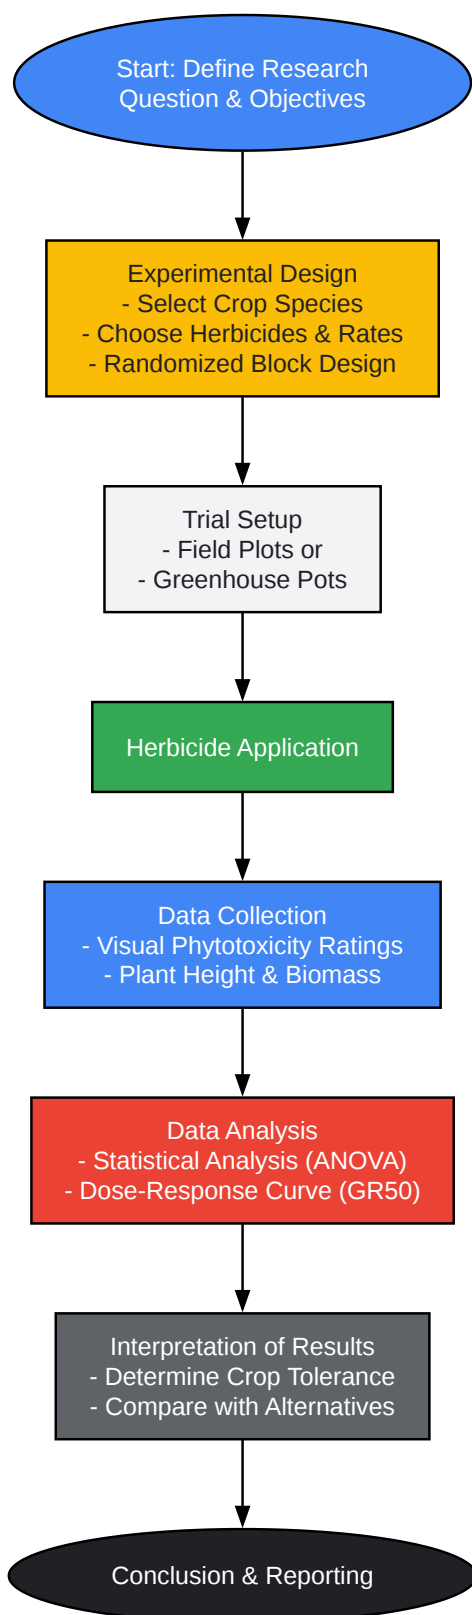 Start: Define Research
Question & Objectives
Experimental Design
- Select Crop Species
- Choose Herbicides & Rates
- Randomized Block Design
Trial Setup
- Field Plots or
- Greenhouse Pots
Herbicide Application
Data Collection
- Visual Phytotoxicity Ratings
- Plant Height & Biomass
Data Analysis
- Statistical Analysis (ANOVA)
- Dose-Response Curve (GR50)
Interpretation of Results
- Determine Crop Tolerance
- Compare with Alternatives
Conclusion & Reporting